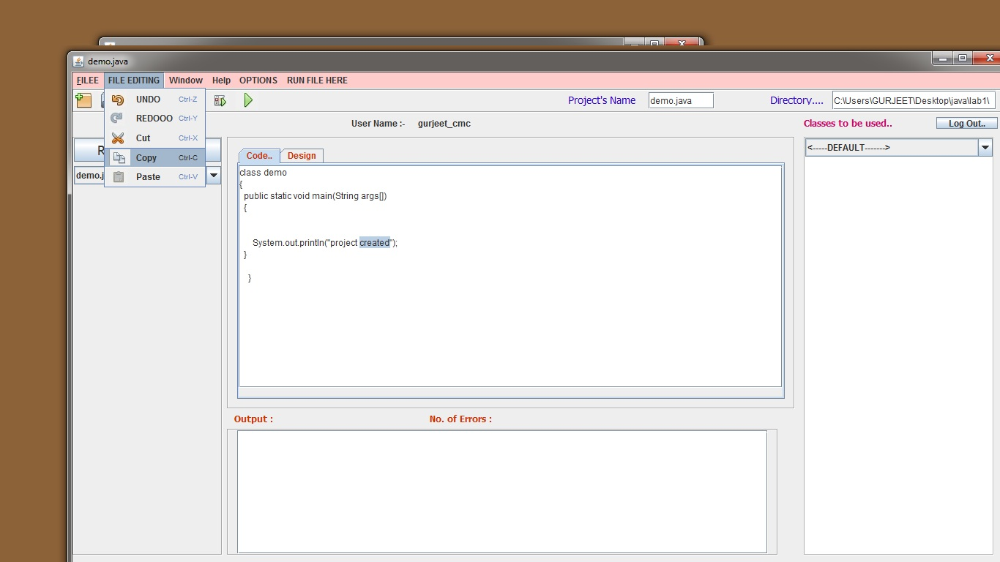 demo.java
FILEE FILE EDITING Window Help OPTIONS RUN FILE HERE
UNDO Ctrl-Z
REDOOO Ctrl-Y
Cut Ctrl-X
Copy Ctrl-C
Paste Ctrl-V
Project's Name demo.java Directory.... C:\Users\GURJEET\Desktop\java\lab1\
User Name :- gurjeet_cmc
Classes to be used.. Log Out..
R
demo.j
<-----DEFAULT------->
Code.. Design
class demo
{
public static void main(String args[])
{
System.out.println("project created");
}
}
Output : No. of Errors :